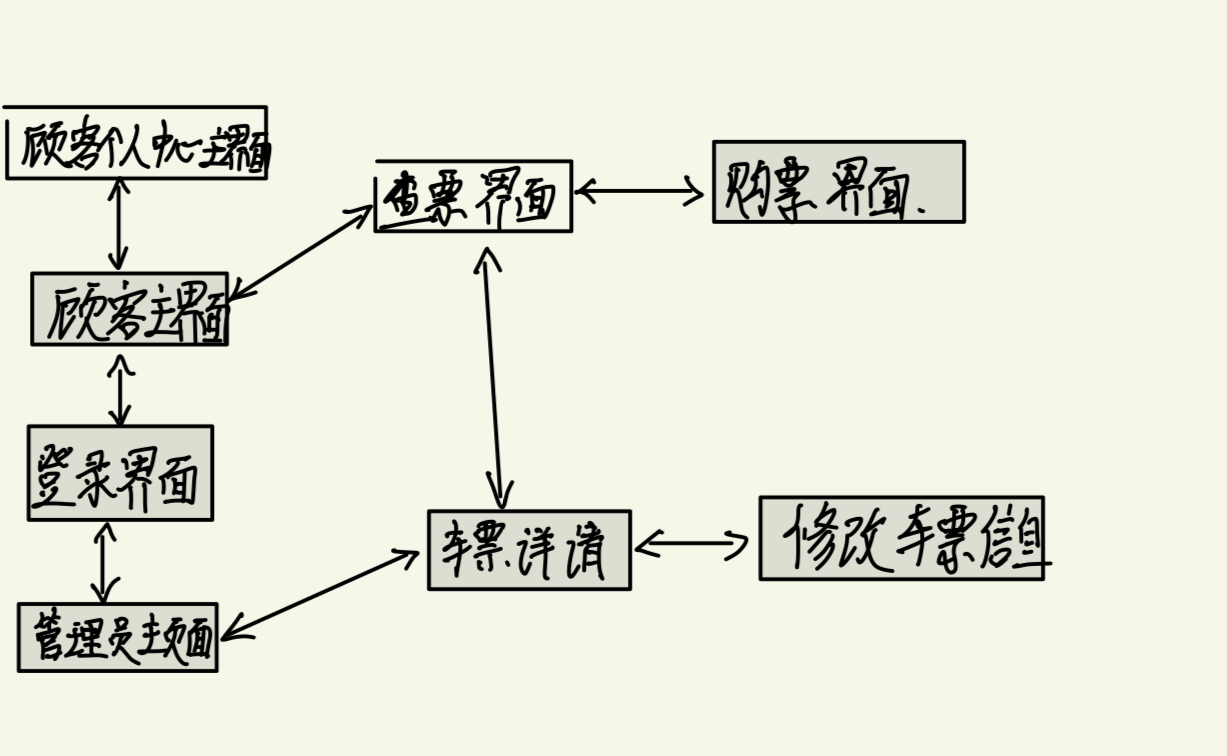 顾客个人中心主界面
查票界面
购票界面.
顾客主界面
登录界面
车票详请
修改车票信息
管理员主页面